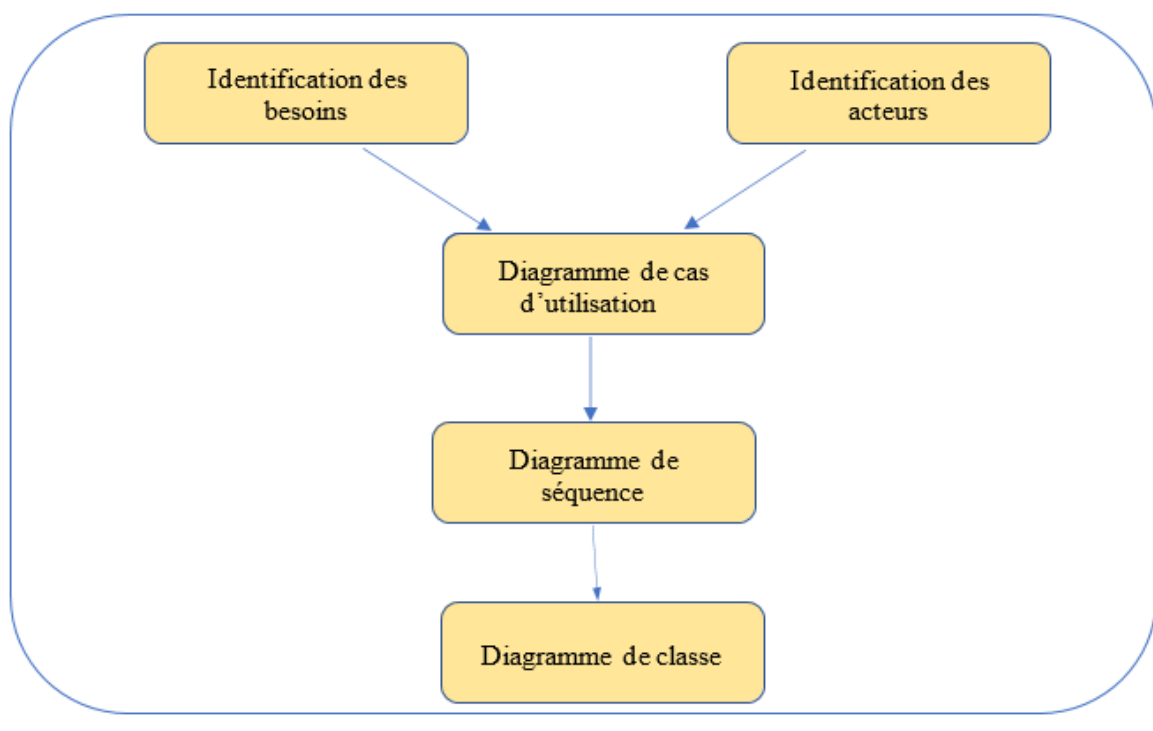 Identification des
besoins
Identification des
acteurs
Diagramme de cas
d’utilisation
Diagramme de
séquence
Diagramme de classe